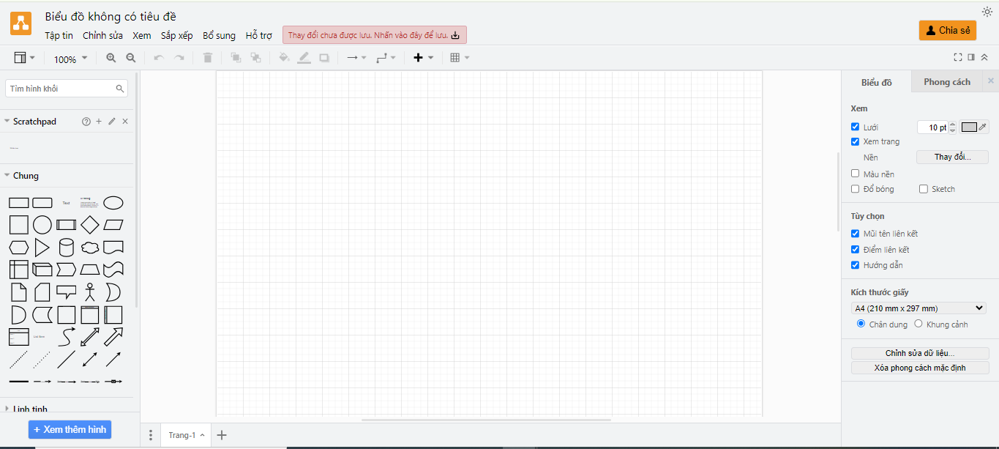 Biểu đồ không có tiêu đề
Tập tin Chỉnh sửa Xem Sắp xếp Bổ sung Hỗ trợ
Thay đổi chưa được lưu. Nhấn vào đây để lưu.
Chia sẻ
100%
Tìm hình khối
Scratchpad
Chung
Text
List Item
Linh tinh
+ Xem thêm hình
Trang-1
Biểu đồ
Phong cách
Xem
Lưới
10 pt
Xem trang
Nền
Thay đổi...
Màu nền
Đổ bóng
Sketch
Tùy chọn
Mũi tên liên kết
Điểm liên kết
Hướng dẫn
Kích thước giấy
A4 (210 mm x 297 mm)
Chân dung
Khung cảnh
Chỉnh sửa dữ liệu...
Xóa phong cách mặc định